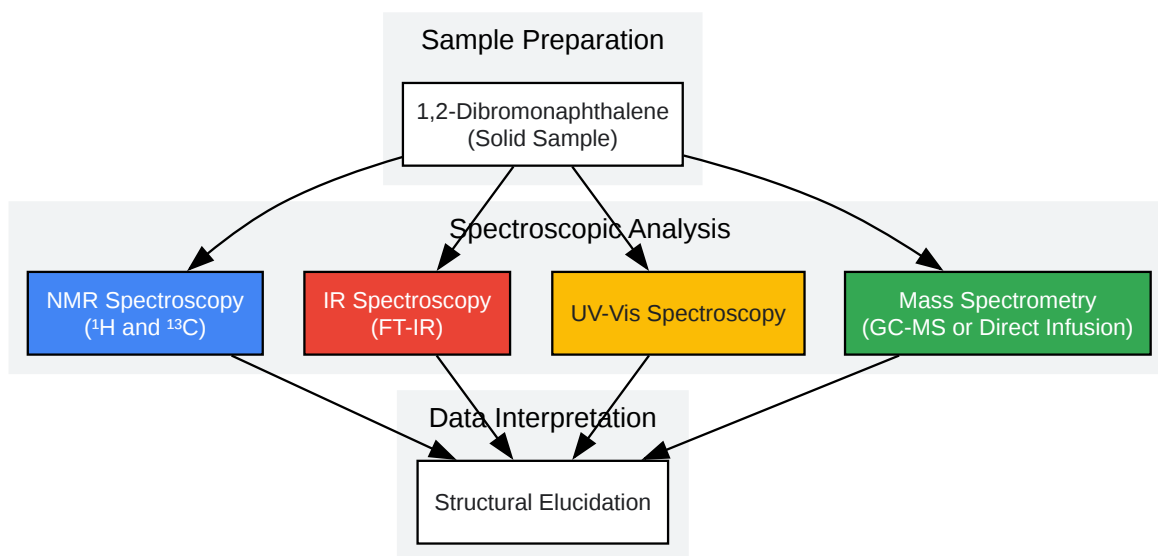 Sample Preparation
1,2-Dibromonaphthalene
(Solid Sample)
Spectroscopic Analysis
NMR Spectroscopy
(¹H and ¹³C)
IR Spectroscopy
(FT-IR)
UV-Vis Spectroscopy
Mass Spectrometry
(GC-MS or Direct Infusion)
Data Interpretation
Structural Elucidation